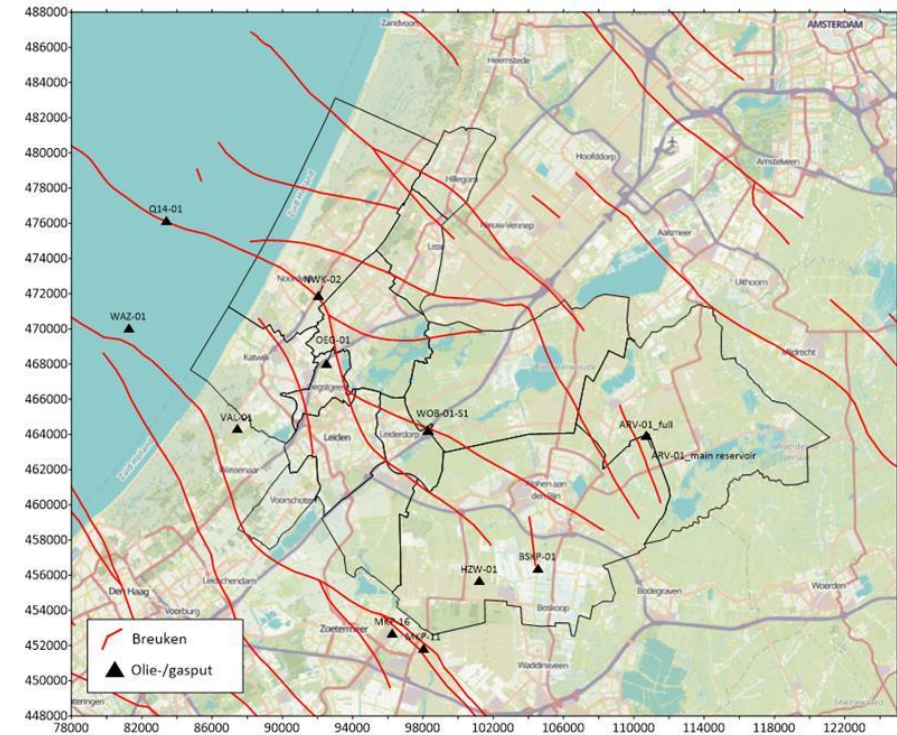 488000
486000
484000
482000
480000
478000
476000
474000
472000
470000
468000
466000
464000
462000
460000
458000
456000
454000
452000
450000
448000
78000
82000
86000
90000
94000
98000
102000
106000
110000
114000
118000
122000
Zandvoort
AMSTERDAM
Heemstede
Hoofddorp
Amstelveen
Hillegom
Q14-01
Nieuw-Vennep
Aalsmeer
Lisse
Uithoorn
NWK-02
WAZ-01
OEG-01
Mijdrecht
Katwijk
VAL-01
WOB-01-S1
ARV-01_full
Leiden
Leiderdorp
ARV-01_main reservoir
Wassenaar
Voorschoten
Alphen aan
den Rijn
BSKP-01
HZW-01
Leidschendam
Den Haag
Voorburg
Bodegraven
Woerden
Boskoop
MKP-16
Zoetermeer
MKP-11
Waddinxveen
Breuken
Olie-/gasput